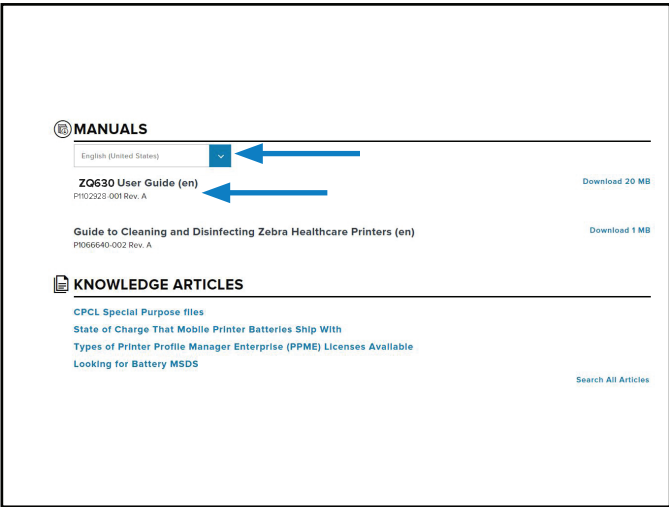 MANUALS
English (United States)
ZQ630 User Guide (en)
Download 20 MB
P1102928-001 Rev. A
Guide to Cleaning and Disinfecting Zebra Healthcare Printers (en)
Download 1 MB
P1066640-002 Rev. A
KNOWLEDGE ARTICLES
CPCL Special Purpose files
State of Charge That Mobile Printer Batteries Ship With
Types of Printer Profile Manager Enterprise (PPME) Licenses Available
Looking for Battery MSDS
Search All Articles